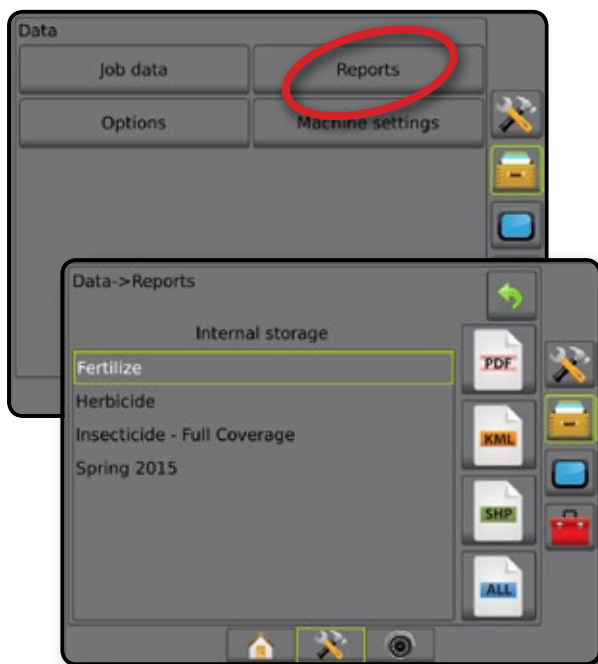 Data
Job data
Reports
Options
Machine settings
Data->Reports
Internal storage
Fertilize
Herbicide
Insecticide - Full Coverage
Spring 2015
PDF
KML
SHP
ALL